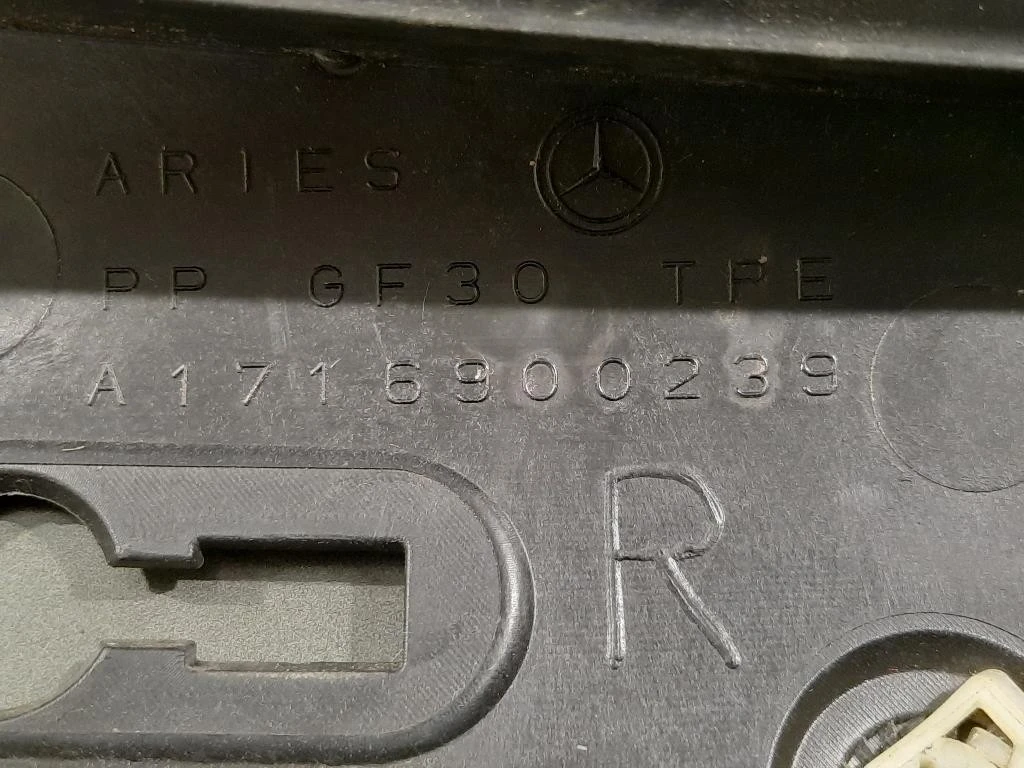 ARIES
PP GF30 TPE
A1716900239
R